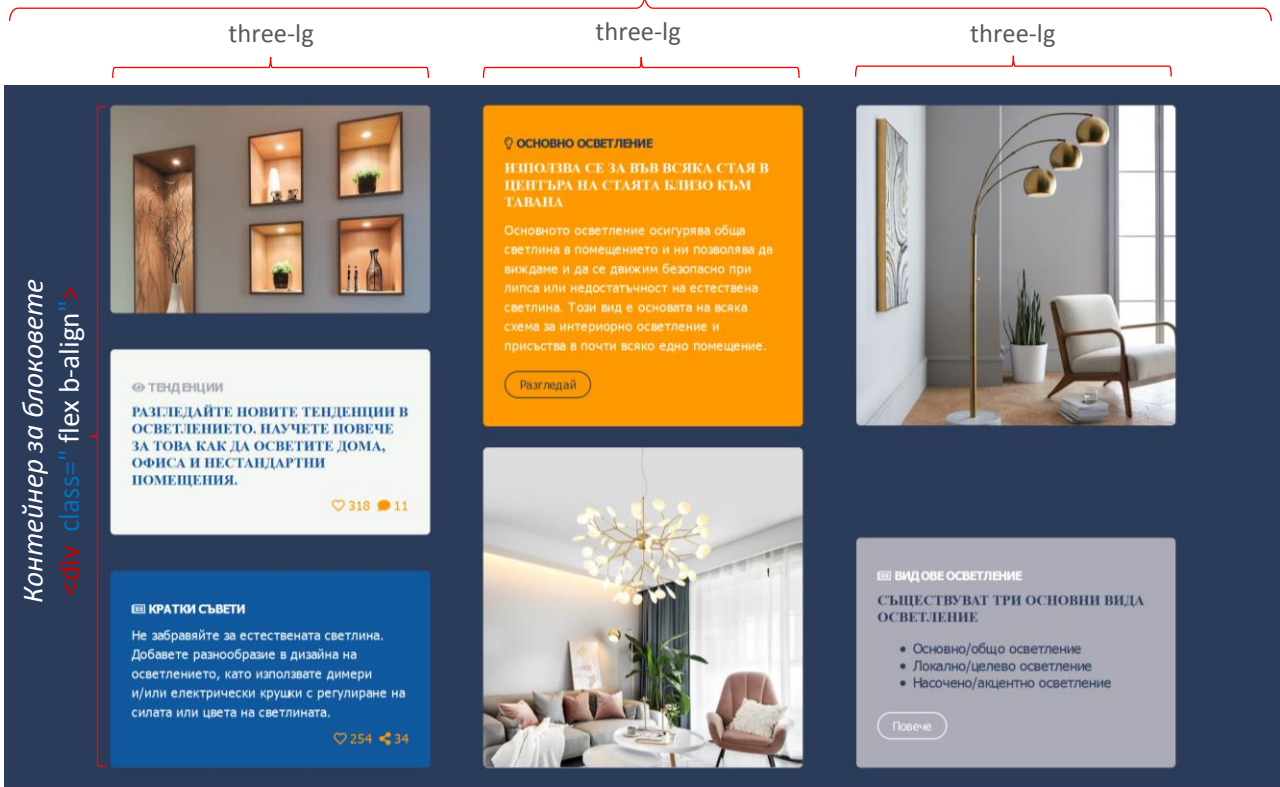 three-lg
three-lg
three-lg
Контейнер за блоковете
<div class=" flex b-align">
ТЕНДЕНЦИИ
РАЗГЛЕДАЙТЕ НОВИТЕ ТЕНДЕНЦИИ В
ОСВЕТЛЕНИЕТО. НАУЧЕТЕ ПОВЕЧЕ
ЗА ТОВА КАК ДА ОСВЕТИТЕ ДОМА,
ОФИСА И НЕСТАНДАРТНИ
ПОМЕЩЕНИЯ.
318 11
КРАТКИ СЪВЕТИ
Не забравяйте за естествената светлина.
Добавете разнообразие в дизайна на
осветлението, като използвате димери
и/или електрически крушки с регулиране на
силата или цвета на светлината.
254 34
ОСНОВНО ОСВЕТЛЕНИЕ
ИЗПОЛЗВА СЕ ЗА ВЪВ ВСЯКА СТАЯ В
ЦЕНТЪРА НА СТАЯТА БЛИЗО КЪМ
ТАВАНА
Основното осветление осигурява обща
светлина в помещението и ни позволява да
виждаме и да се движим безопасно при
липса или недостатъчност на естествена
светлина. Този вид е основата на всяка
схема за интериорно осветление и
присъства в почти всяко едно помещение.
Разгледай
ВИДОВЕ ОСВЕТЛЕНИЕ
СЪЩЕСТВУВАТ ТРИ ОСНОВНИ ВИДА
ОСВЕТЛЕНИЕ
• Основно/общо осветление
• Локално/целево осветление
• Насочено/акцентно осветление
Повече